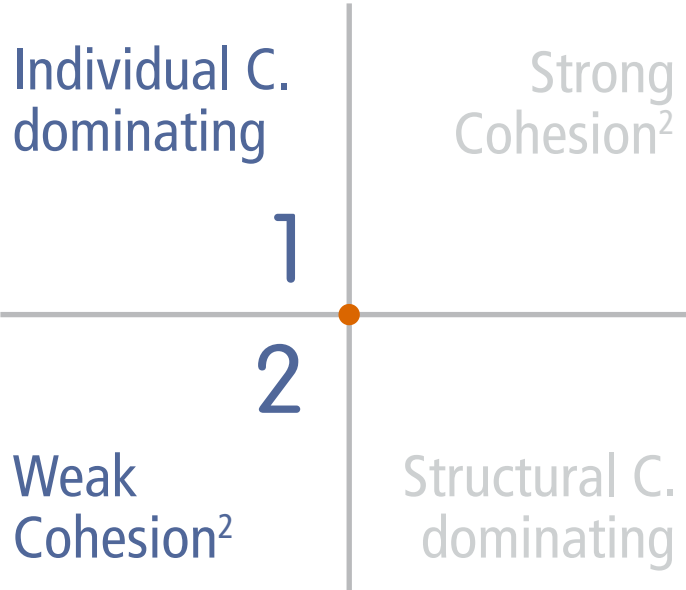 Individual C.
dominating
1
Strong
Cohesion²
2
Weak
Cohesion²
Structural C.
dominating